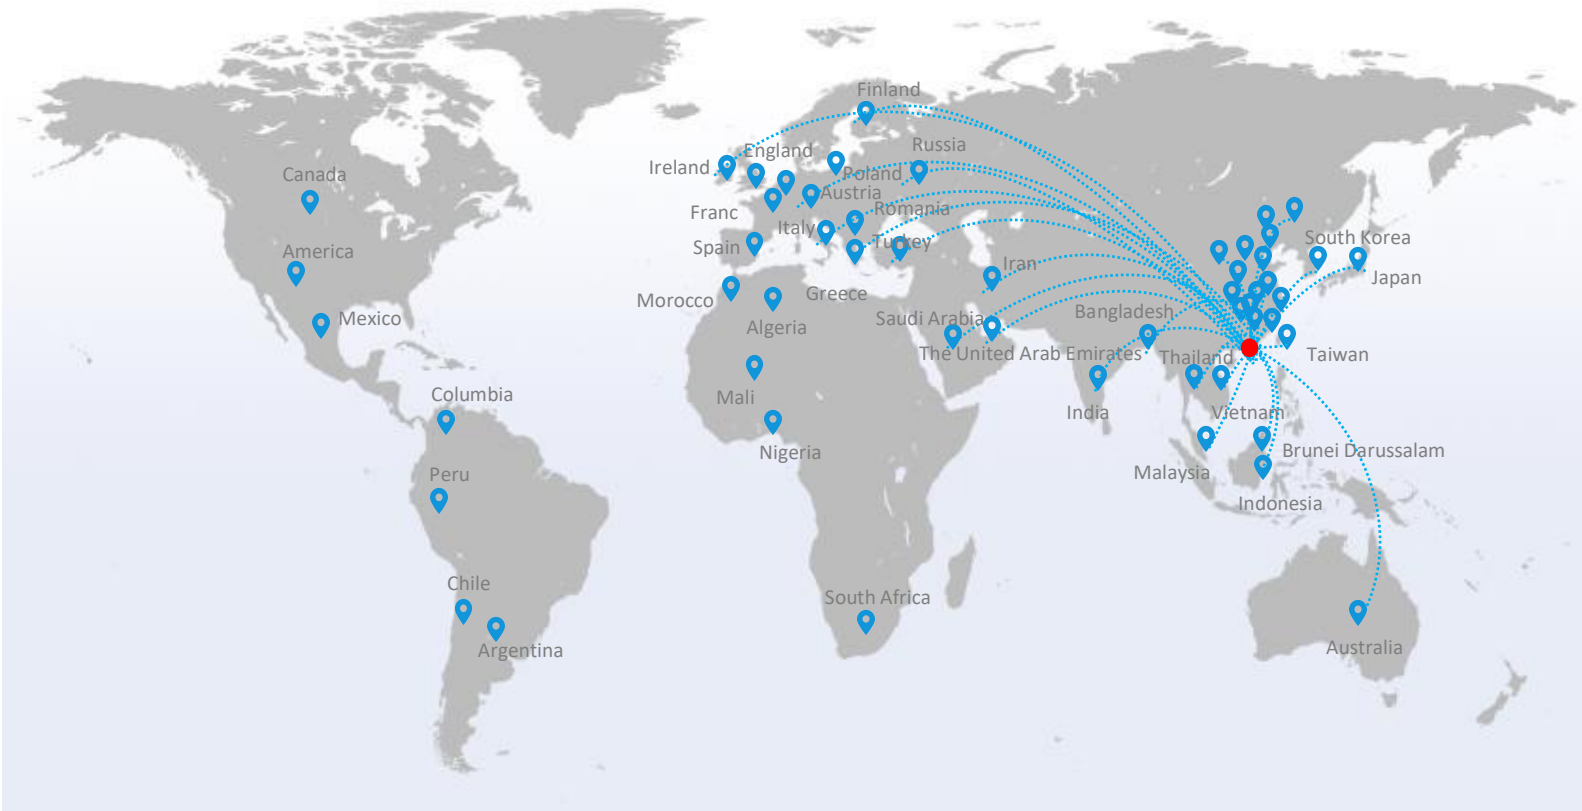 Finland
Russia
England
Ireland
Poland
Canada
Austria
Franc
Romania
Italy
Spain
Turkey
South Korea
America
Iran
Japan
Morocco
Greece
Algeria
Mexico
Saudi Arabia
Bangladesh
The United Arab Emirates
Thailand
Taiwan
Mali
Columbia
India
Vietnam
Nigeria
Brunei Darussalam
Peru
Malaysia
Indonesia
Chile
South Africa
Argentina
Australia